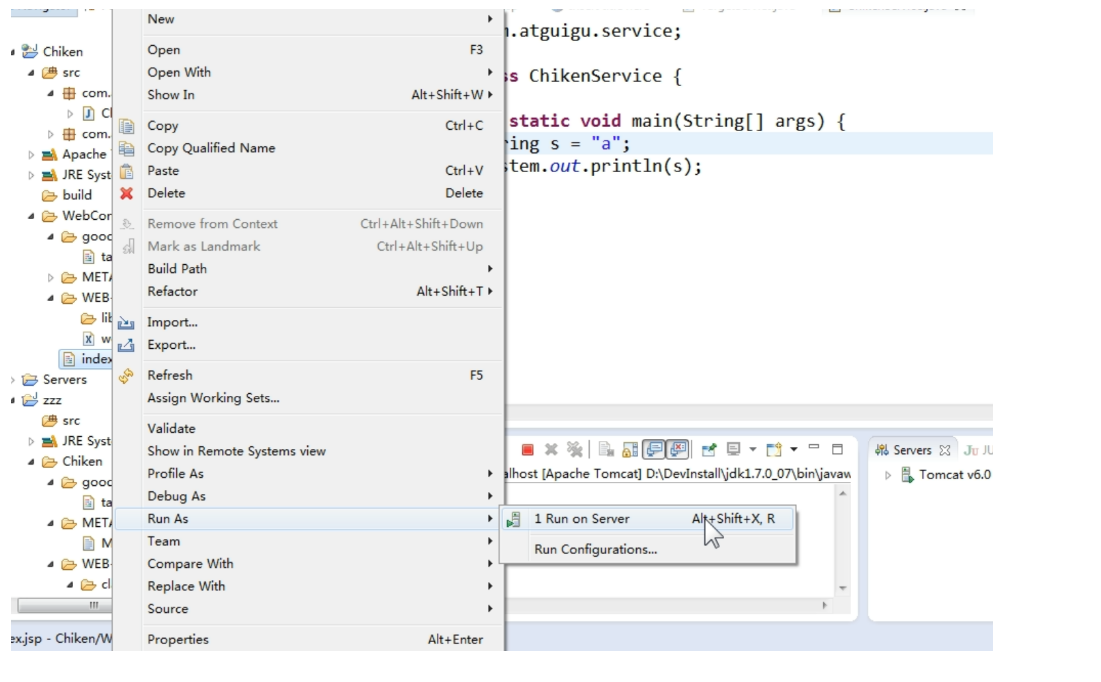 New
Open F3
Open With
Show In Alt+Shift+W
Copy Ctrl+C
Copy Qualified Name
Paste Ctrl+V
Delete Delete
Remove from Context Ctrl+Alt+Shift+Down
Mark as Landmark Ctrl+Alt+Shift+Up
Build Path
Refactor Alt+Shift+T
Import...
Export...
Refresh F5
Assign Working Sets...
Validate
Show in Remote Systems view
Profile As
Debug As
Run As
Team
Compare With
Replace With
Source
Properties Alt+Enter
1 Run on Server Alt+Shift+X, R
Run Configurations...
Chiken
src
com.
com.
Apache
JRE Syst
build
WebCon
good
ta
META
WEB-
lib
w
index
Servers
zzz
src
JRE Syst
Chiken
good
ta
META
M
WEB-
cl
ex.jsp - Chiken/W
.atguigu.service;
ss ChikenService {
static void main(String[] args) {
ring s = "a";
stem.out.println(s);
alhost [Apache Tomcat] D:\DevInstall\jdk1.7.0_07\bin\javaw
Servers
Ju JU
Tomcat v6.0